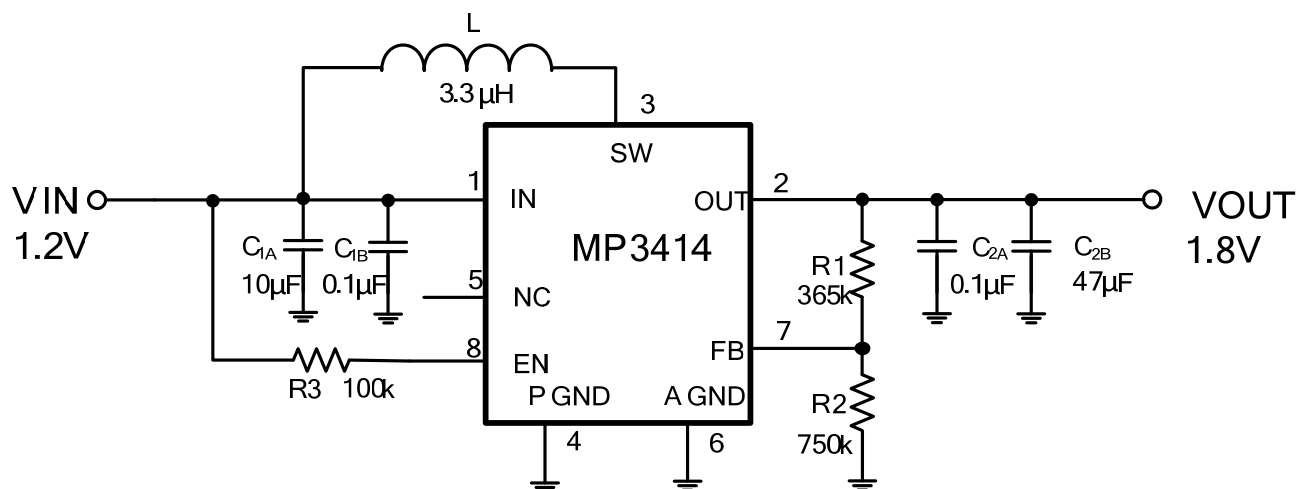 L
3.3 µH
3
SW
VIN
1.2V
1
IN
OUT
2
VOUT
1.8V
MP3414
C1A
10µF
C1B
0.1µF
5
NC
R1
365k
C2A
0.1µF
C2B
47µF
8
EN
FB
7
R3
100k
P GND
A GND
R2
750k
4
6